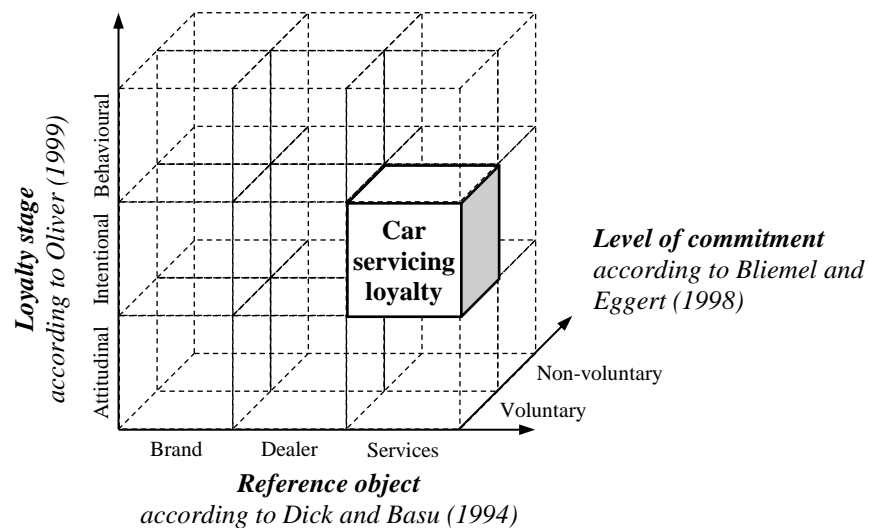 Loyalty stage
according to Oliver (1999)
Behavioural
Intentional
Attitudinal
Car
servicing
loyalty
Level of commitment
according to Bliemel and
Eggert (1998)
Non-voluntary
Voluntary
Brand
Dealer
Services
Reference object
according to Dick and Basu (1994)